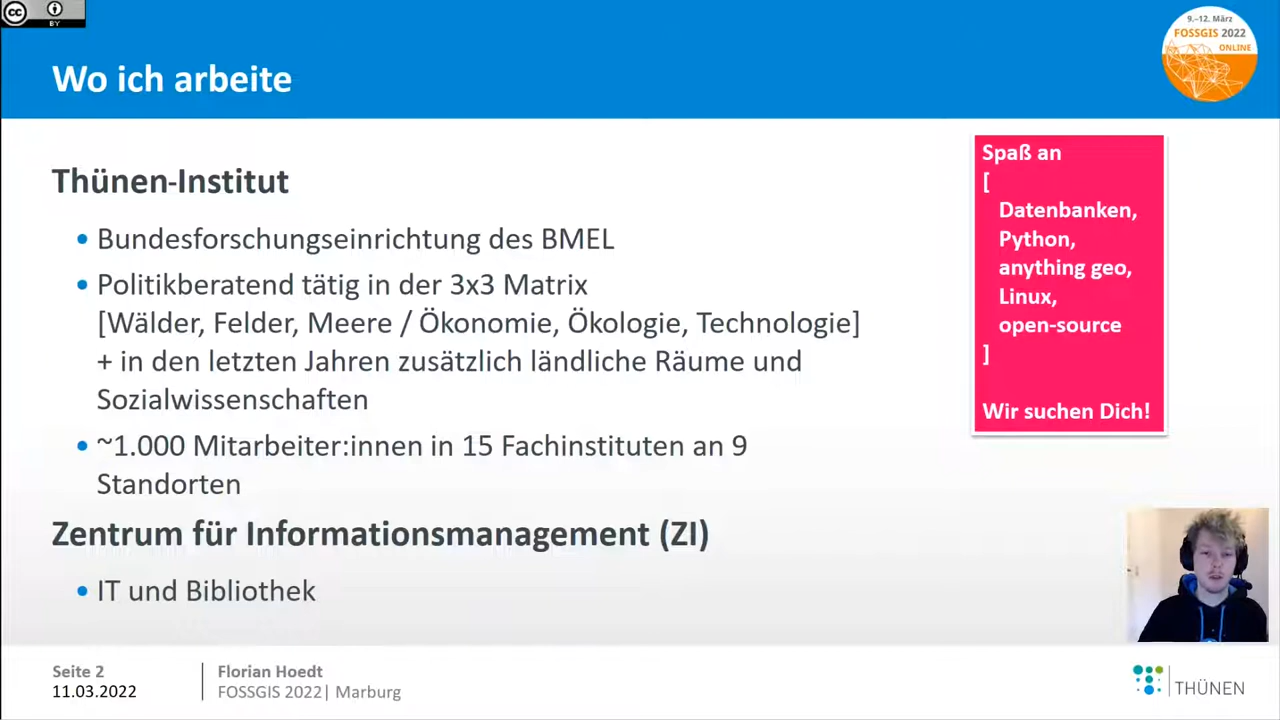 cc
BY
9.–12. März
FOSSGIS 2022
ONLINE
Wo ich arbeite
Thünen-Institut
• Bundesforschungseinrichtung des BMEL
• Politikberatend tätig in der 3x3 Matrix
[Wälder, Felder, Meere / Ökonomie, Ökologie, Technologie]
+ in den letzten Jahren zusätzlich ländliche Räume und
Sozialwissenschaften
• ~1.000 Mitarbeiter:innen in 15 Fachinstituten an 9
Standorten
Zentrum für Informationsmanagement (ZI)
• IT und Bibliothek
Spaß an
[
Datenbanken,
Python,
anything geo,
Linux,
open-source
]
Wir suchen Dich!
Seite 2
11.03.2022
Florian Hoedt
FOSSGIS 2022| Marburg
THÜNEN